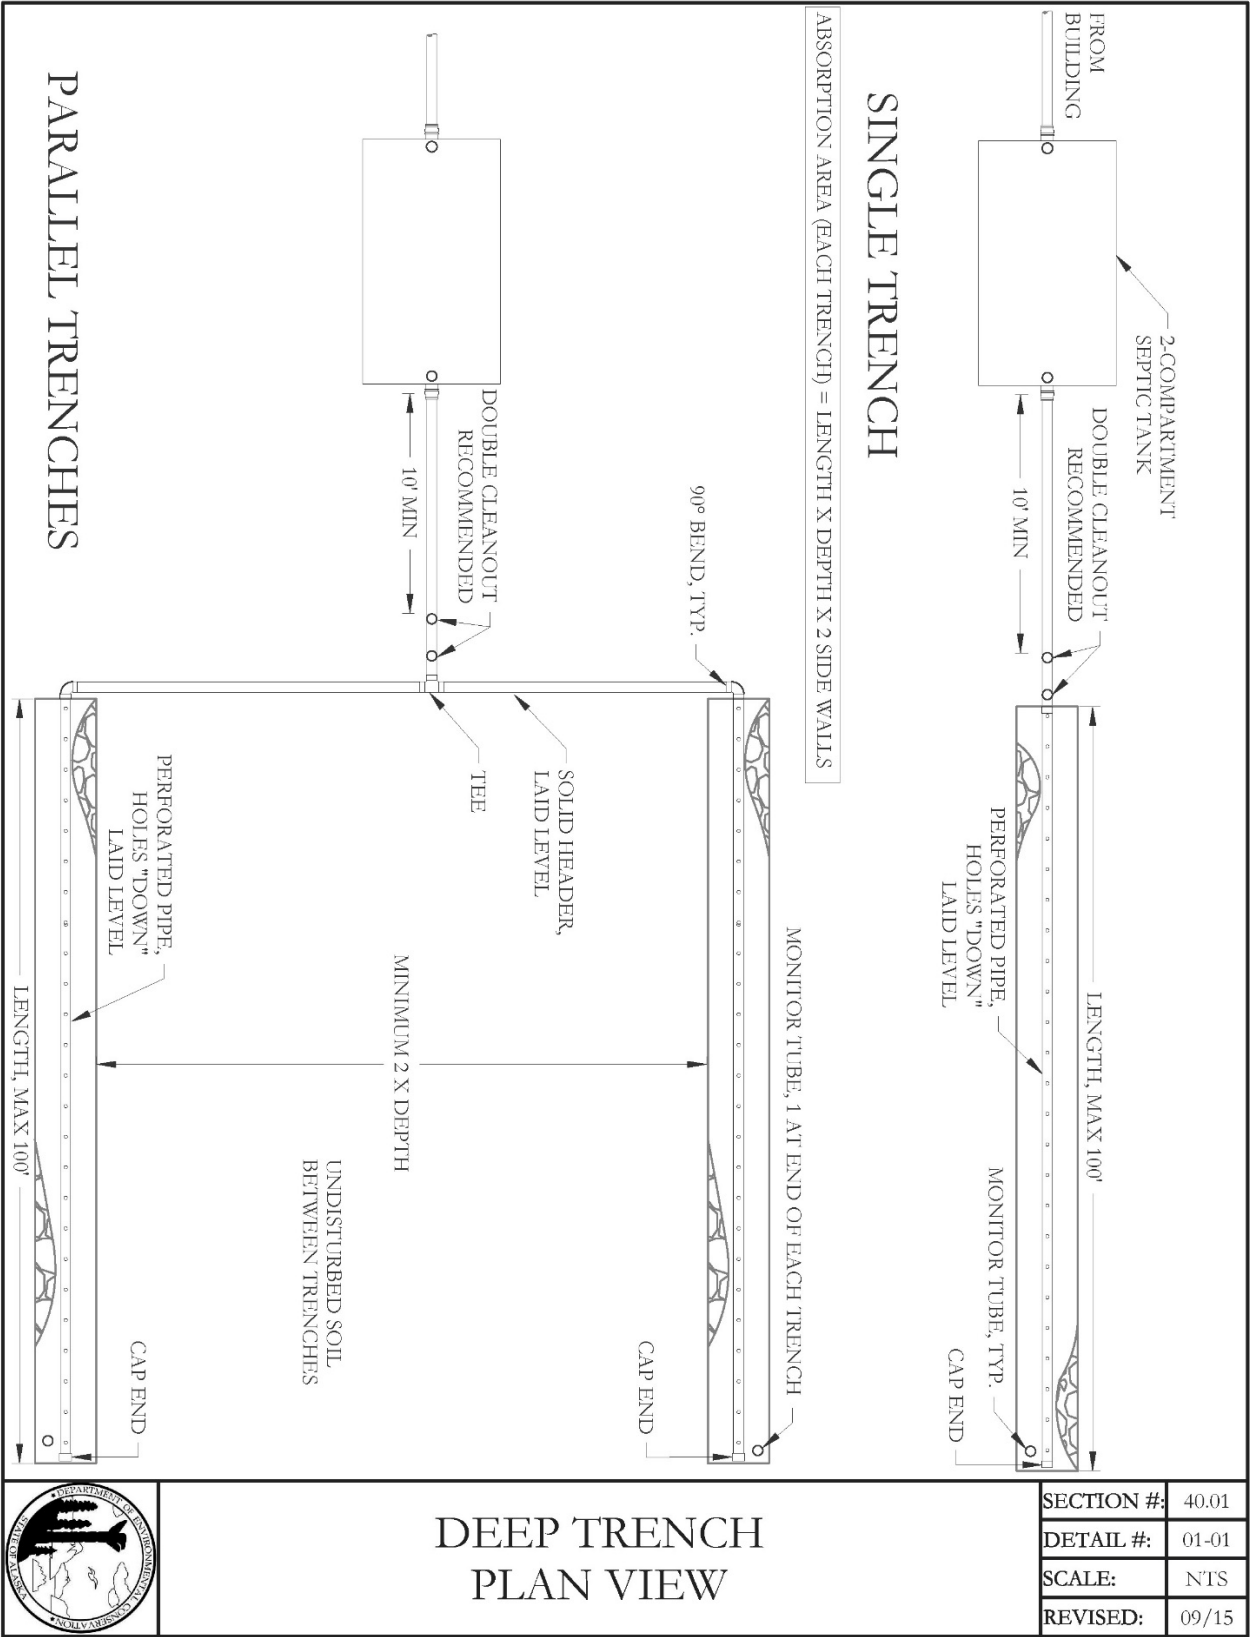 FROM
BUILDING
2-COMPARTMENT
SEPTIC TANK
DOUBLE CLEANOUT
RECOMMENDED
10' MIN
LENGTH, MAX 100'
PERFORATED PIPE,
HOLES "DOWN"
LAID LEVEL
MONITOR TUBE, TYP.
CAP END
SINGLE TRENCH
ABSORPTION AREA (EACH TRENCH) = LENGTH X DEPTH X 2 SIDE WALLS
MONITOR TUBE, 1 AT END OF EACH TRENCH
90° BEND, TYP.
CAP END
SOLID HEADER,
LAID LEVEL
TEE
DOUBLE CLEANOUT
RECOMMENDED
10' MIN
MINIMUM 2 X DEPTH
UNDISTURBED SOIL
BETWEEN TRENCHES
PERFORATED PIPE,
HOLES "DOWN"
LAID LEVEL
CAP END
LENGTH, MAX 100'
PARALLEL TRENCHES
DEPARTMENT OF ENVIRONMENTAL CONSERVATION
STATE OF ALASKA
DEEP TRENCH
PLAN VIEW
SECTION #: 40.01
DETAIL #: 01-01
SCALE: NTS
REVISED: 09/15